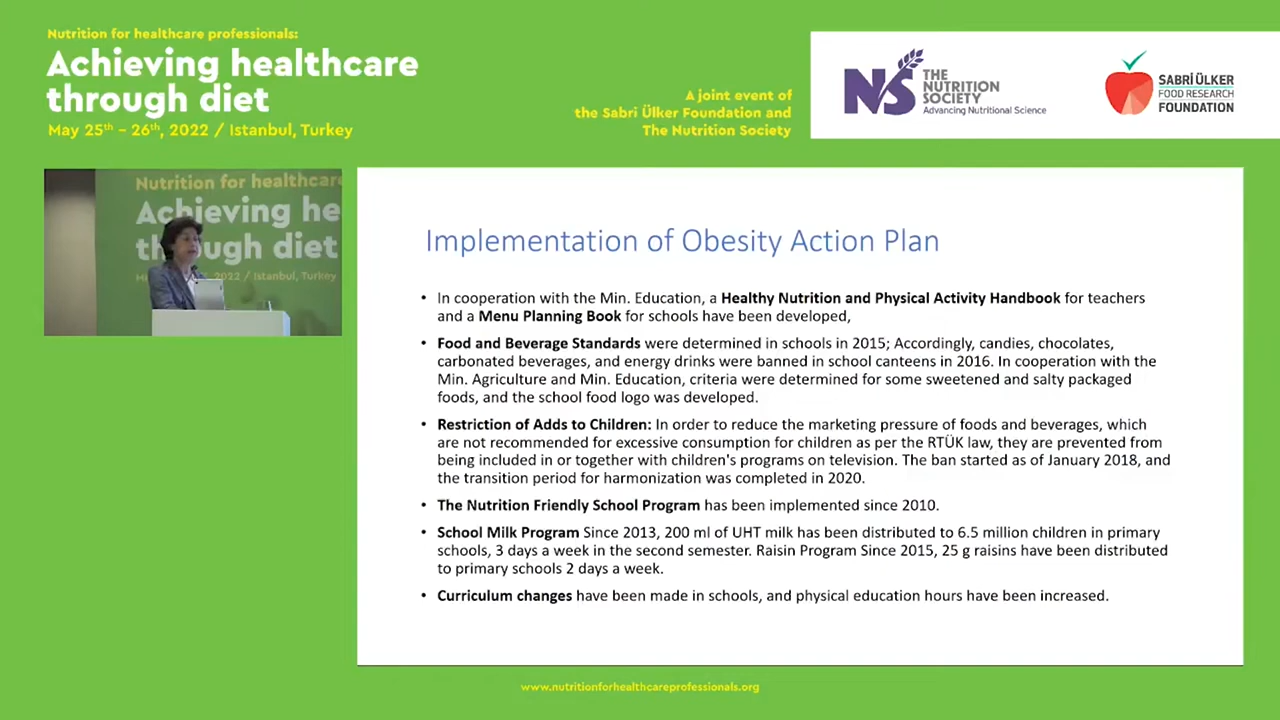 Nutrition for healthcare professionals:
Achieving healthcare
through diet
May 25th – 26th, 2022 / Istanbul, Turkey
A joint event of
the Sabri Ülker Foundation and
The Nutrition Society
NS
THE
NUTRITION
SOCIETY
Advancing Nutritional Science
SABRİ ÜLKER
FOOD RESEARCH
FOUNDATION
Nutrition for healthcare
Achieving he
through diet
2022 / Istanbul, Turkey
Implementation of Obesity Action Plan
• In cooperation with the Min. Education, a Healthy Nutrition and Physical Activity Handbook for teachers
and a Menu Planning Book for schools have been developed,
• Food and Beverage Standards were determined in schools in 2015; Accordingly, candies, chocolates,
carbonated beverages, and energy drinks were banned in school canteens in 2016. In cooperation with the
Min. Agriculture and Min. Education, criteria were determined for some sweetened and salty packaged
foods, and the school food logo was developed.
• Restriction of Adds to Children: In order to reduce the marketing pressure of foods and beverages, which
are not recommended for excessive consumption for children as per the RTÜK law, they are prevented from
being included in or together with children's programs on television. The ban started as of January 2018, and
the transition period for harmonization was completed in 2020.
• The Nutrition Friendly School Program has been implemented since 2010.
• School Milk Program Since 2013, 200 ml of UHT milk has been distributed to 6.5 million children in primary
schools, 3 days a week in the second semester. Raisin Program Since 2015, 25 g raisins have been distributed
to primary schools 2 days a week.
• Curriculum changes have been made in schools, and physical education hours have been increased.
www.nutritionforhealthcareprofessionals.org